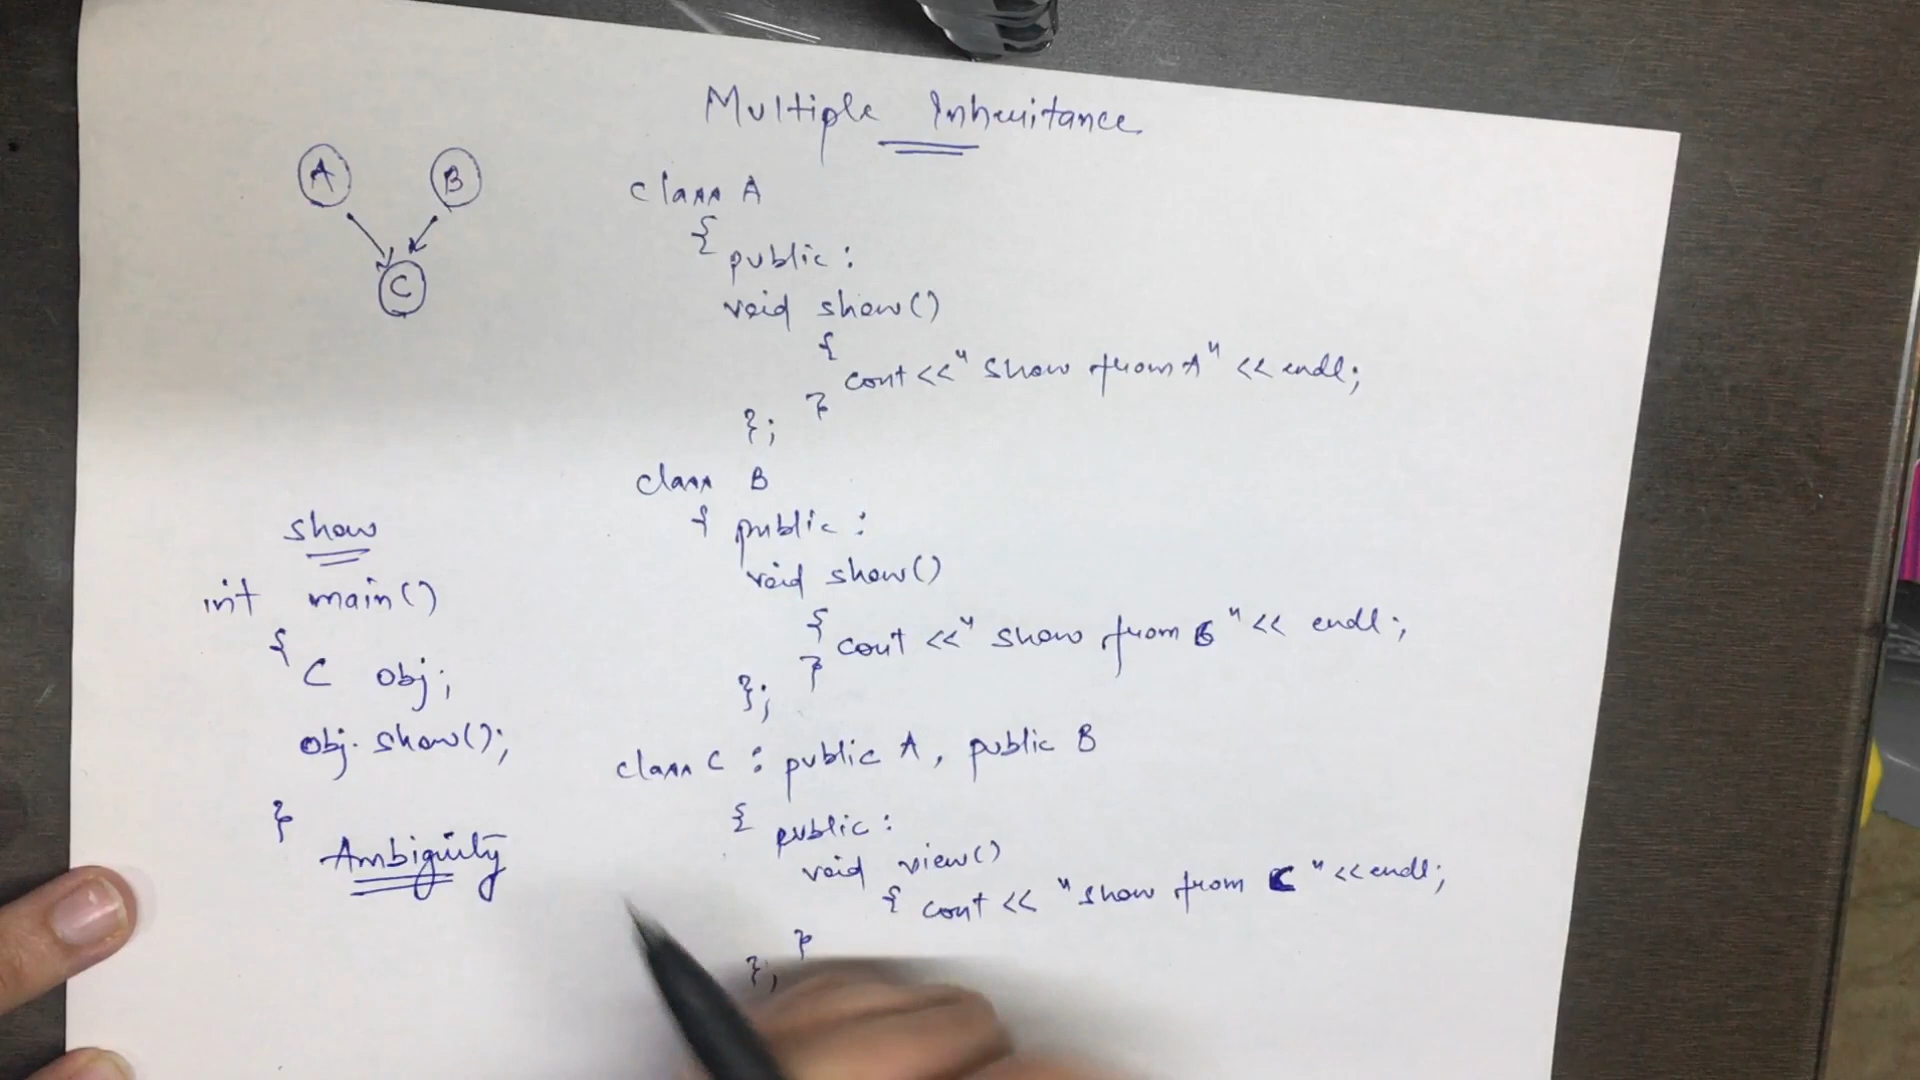 Multiple Inheritance
A B
C
class A
{
public :
void show()
{
cout << "show from A" << endl;
}
};
class B
{ public :
void show()
{
cout << "show from B" << endl;
}
};
class C : public A, public B
{ public :
void view()
{ cout << "show from C" << endl;
}
};
show
int main()
{
C obj;
obj. show();
}
Ambiguity